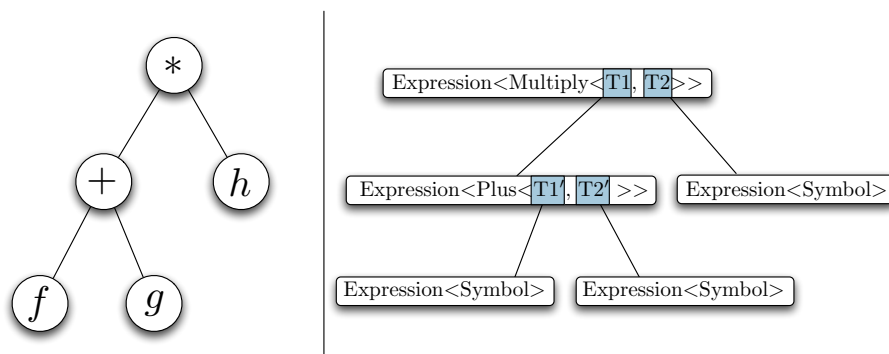 *
+
h
f
g
Expression<Multiply<T1, T2>>
Expression<Plus<T1′, T2′ >>
Expression<Symbol>
Expression<Symbol>
Expression<Symbol>